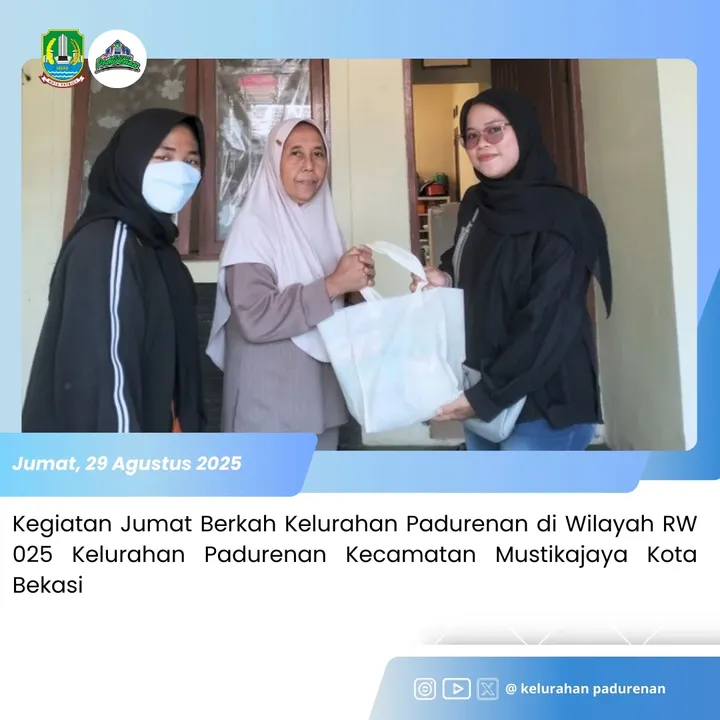 Jumat, 29 Agustus 2025
Kegiatan Jumat Berkah Kelurahan Padurenan di Wilayah RW
025 Kelurahan Padurenan Kecamatan Mustikajaya Kota
Bekasi
@ kelurahan padurenan